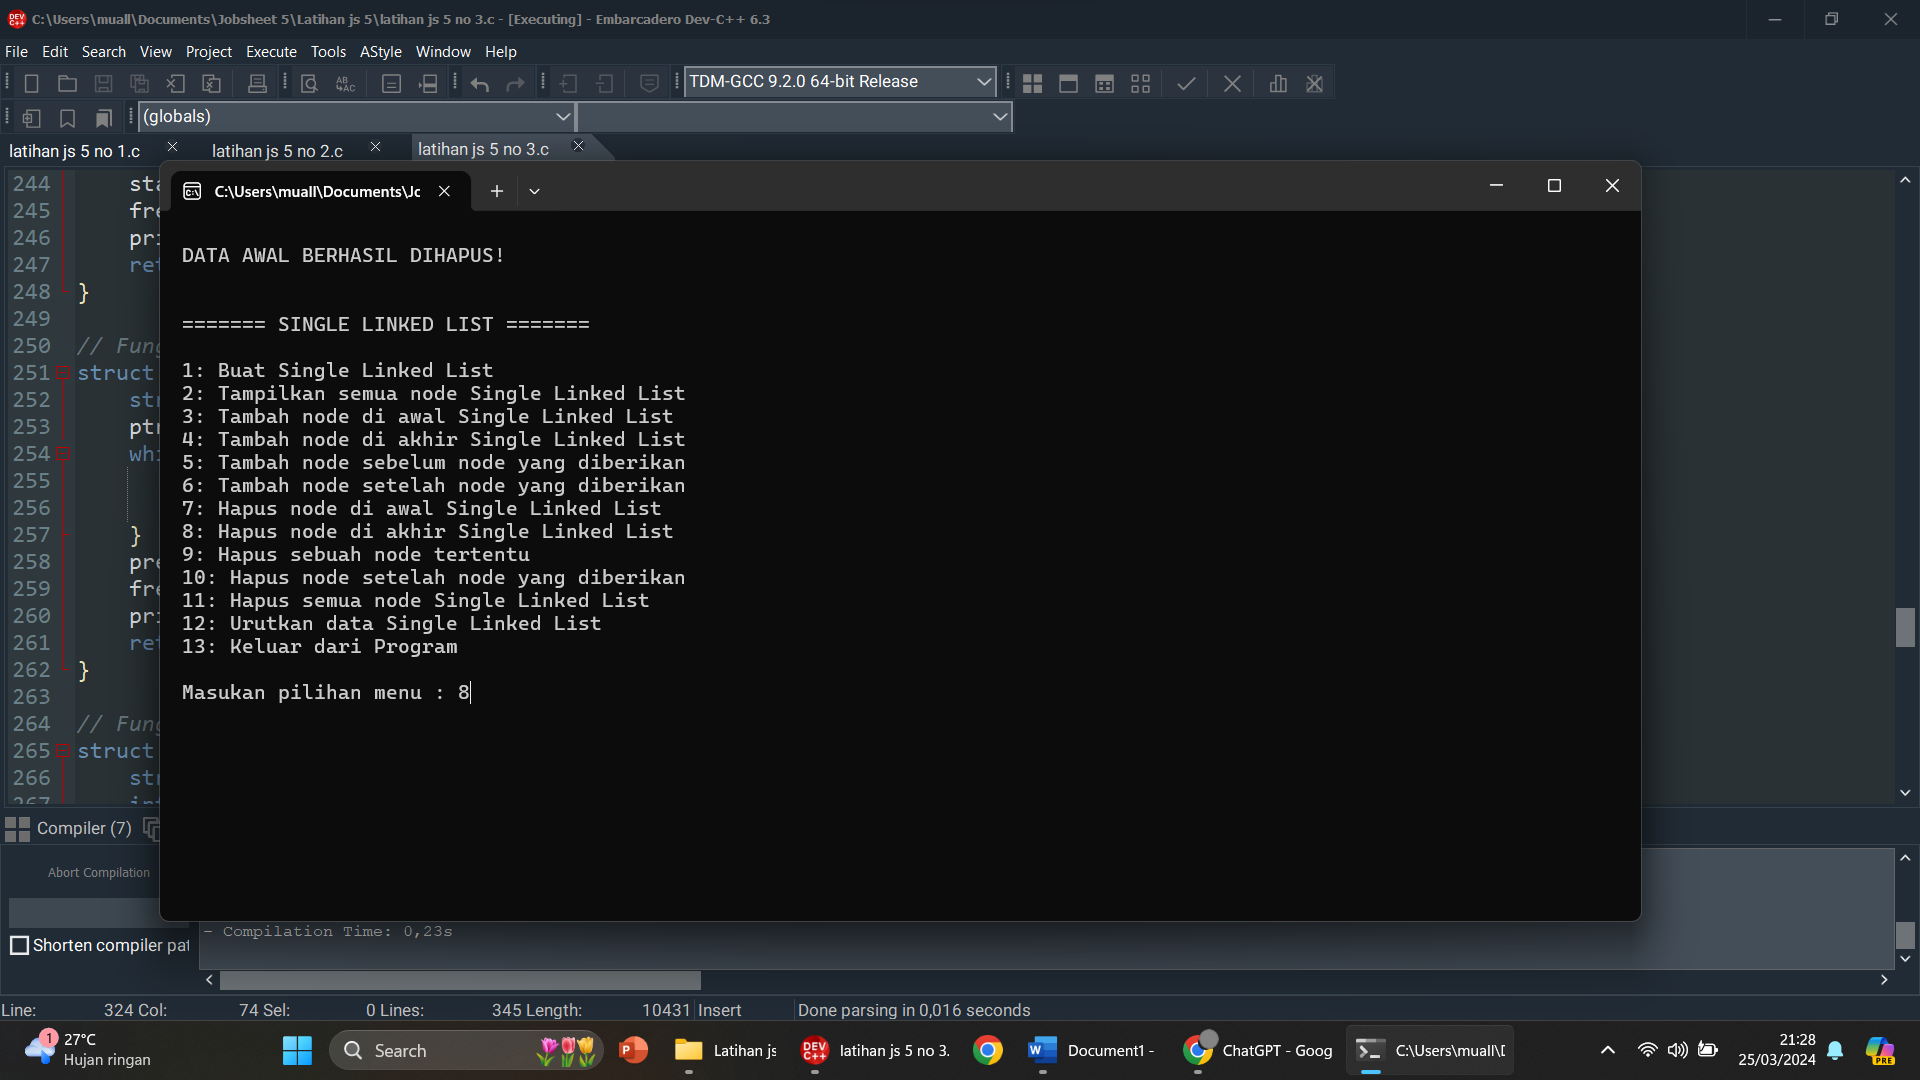 C:\Users\muall\Documents\Jobsheet 5\Latihan js 5\latihan js 5 no 3.c - [Executing] - Embarcadero Dev-C++ 6.3
File Edit Search View Project Execute Tools AStyle Window Help
TDM-GCC 9.2.0 64-bit Release
(globals)
latihan js 5 no 1.c latihan js 5 no 2.c latihan js 5 no 3.c
C:\Users\muall\Documents\Jc
244 sta
245 fre
246 pri
247 ret
248 }
249
250 // Fung
251 struct
252 str
253 ptr
254 whi
255
256
257 }
258 pre
259 fre
260 pri
261 ret
262 }
263
264 // Fung
265 struct
266 str
267 int
DATA AWAL BERHASIL DIHAPUS!
======= SINGLE LINKED LIST =======
1: Buat Single Linked List
2: Tampilkan semua node Single Linked List
3: Tambah node di awal Single Linked List
4: Tambah node di akhir Single Linked List
5: Tambah node sebelum node yang diberikan
6: Tambah node setelah node yang diberikan
7: Hapus node di awal Single Linked List
8: Hapus node di akhir Single Linked List
9: Hapus sebuah node tertentu
10: Hapus node setelah node yang diberikan
11: Hapus semua node Single Linked List
12: Urutkan data Single Linked List
13: Keluar dari Program
Masukan pilihan menu : 8
Compiler (7)
Abort Compilation
Shorten compiler pat
- Compilation Time: 0,23s
Line: 324 Col: 74 Sel: 0 Lines: 345 Length: 10431 Insert Done parsing in 0,016 seconds
1
27°C
Hujan ringan
Search
Latihan js
latihan js 5 no 3.
Document1 -
ChatGPT - Goog
C:\Users\muall\D
21:28
25/03/2024
PRE